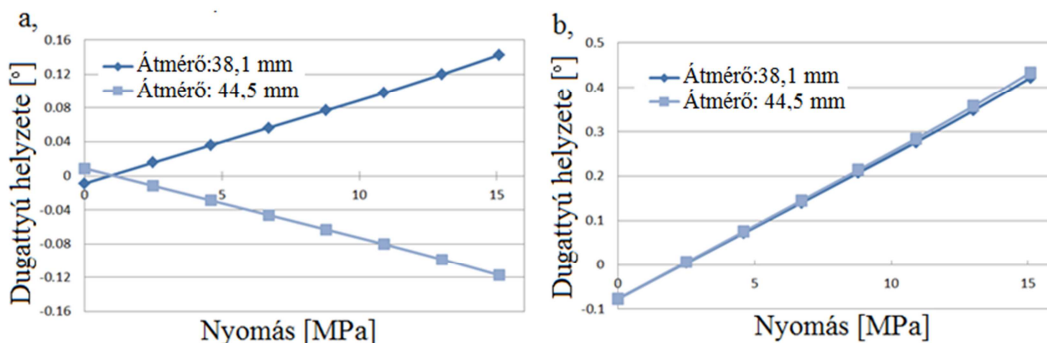 a,
Dugattyú helyzete [°]
0.16
0.12
0.08
0.04
0
-0.04
-0.08
-0.12
-0.16
Átmérő:38,1 mm
Átmérő: 44,5 mm
0
5
10
15
Nyomás [MPa]
b,
Dugattyú helyzete [°]
0.5
0.4
0.3
0.2
0.1
0
-0.1
Átmérő:38,1 mm
Átmérő: 44,5 mm
0
5
10
15
Nyomás [MPa]